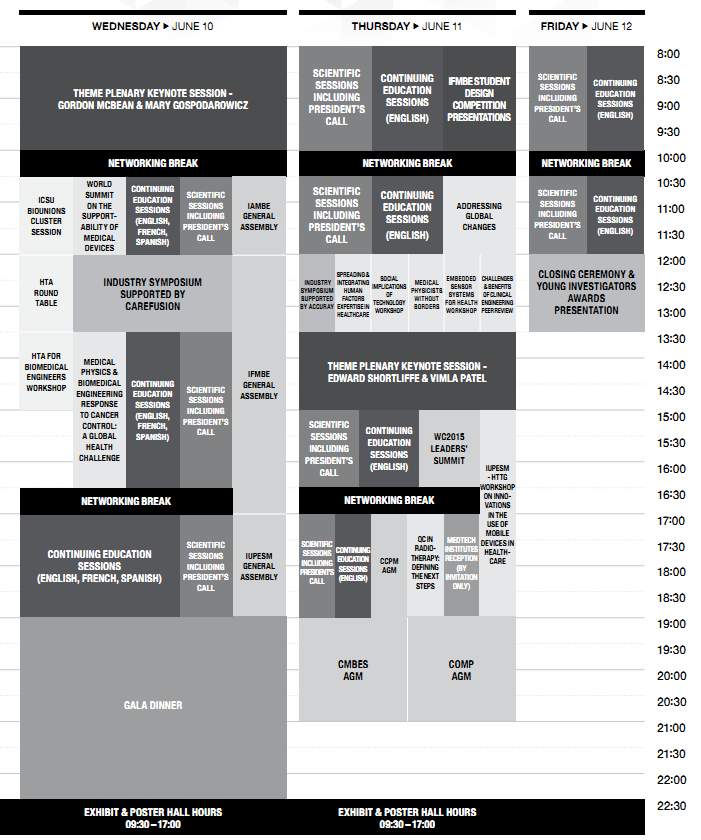 WEDNESDAY ▸ JUNE 10
THEME PLENARY KEYNOTE SESSION -
GORDON MCBEAN & MARY GOSPODAROWICZ
NETWORKING BREAK
ICSU
BIOUNIONS
CLUSTER
SESSION
WORLD
SUMMIT
ON THE
SUPPORT-
ABILITY OF
MEDICAL
DEVICES
CONTINUING
EDUCATION
SESSIONS
(ENGLISH,
FRENCH,
SPANISH)
SCIENTIFIC
SESSIONS
INCLUDING
PRESIDENT'S
CALL
IAMBE
GENERAL
ASSEMBLY
HTA
ROUND
TABLE
INDUSTRY SYMPOSIUM
SUPPORTED BY
CAREFUSION
HTA FOR
BIOMEDICAL
ENGINEERS
WORKSHOP
MEDICAL
PHYSICS &
BIOMEDICAL
ENGINEERING
RESPONSE
TO CANCER
CONTROL:
A GLOBAL
HEALTH
CHALLENGE
CONTINUING
EDUCATION
SESSIONS
(ENGLISH,
FRENCH,
SPANISH)
SCIENTIFIC
SESSIONS
INCLUDING
PRESIDENT'S
CALL
IFMBE
GENERAL
ASSEMBLY
NETWORKING BREAK
CONTINUING EDUCATION
SESSIONS
(ENGLISH, FRENCH, SPANISH)
SCIENTIFIC
SESSIONS
INCLUDING
PRESIDENT'S
CALL
IUPESM
GENERAL
ASSEMBLY
GALA DINNER
EXHIBIT & POSTER HALL HOURS
09:30–17:00
THURSDAY ▸ JUNE 11
SCIENTIFIC
SESSIONS
INCLUDING
PRESIDENT'S
CALL
CONTINUING
EDUCATION
SESSIONS
(ENGLISH)
IFMBE STUDENT
DESIGN
COMPETITION
PRESENTATIONS
NETWORKING BREAK
SCIENTIFIC
SESSIONS
INCLUDING
PRESIDENT'S
CALL
CONTINUING
EDUCATION
SESSIONS
(ENGLISH)
ADDRESSING
GLOBAL
CHANGES
INDUSTRY
SYMPOSIUM
SUPPORTED
BY ACCURAY
SPREADING &
INTEGRATING
HUMAN
FACTORS
EXPERTISE IN
HEALTHCARE
SOCIAL
IMPLICATIONS
OF
TECHNOLOGY
WORKSHOP
MEDICAL
PHYSICISTS
WITHOUT
BORDERS
EMBEDDED
SENSOR
SYSTEMS
FOR HEALTH
WORKSHOP
CHALLENGES
& BENEFITS
OF CLINICAL
ENGINEERING
PEER REVIEW
THEME PLENARY KEYNOTE SESSION -
EDWARD SHORTLIFFE & VIMLA PATEL
SCIENTIFIC
SESSIONS
INCLUDING
PRESIDENT'S
CALL
CONTINUING
EDUCATION
SESSIONS
(ENGLISH)
WC2015
LEADERS'
SUMMIT
IUPESM
- HTTG
WORKSHOP
ON INNO-
VATIONS
IN THE
USE OF
MOBILE
DEVICES IN
HEALTH-
CARE
NETWORKING BREAK
SCIENTIFIC
SESSIONS
INCLUDING
PRESIDENT'S
CALL
CONTINUING
EDUCATION
SESSIONS
(ENGLISH)
CCPM
AGM
QC IN
RADIO-
THERAPY:
DEFINING
THE NEXT
STEPS
MEDTECH
INSTITUTES
RECEPTION
(BY
INVITATION
ONLY)
CMBES
AGM
COMP
AGM
EXHIBIT & POSTER HALL HOURS
09:30–17:00
FRIDAY ▸ JUNE 12
SCIENTIFIC
SESSIONS
INCLUDING
PRESIDENT'S
CALL
CONTINUING
EDUCATION
SESSIONS
(ENGLISH)
NETWORKING BREAK
SCIENTIFIC
SESSIONS
INCLUDING
PRESIDENT'S
CALL
CONTINUING
EDUCATION
SESSIONS
(ENGLISH)
CLOSING CEREMONY &
YOUNG INVESTIGATORS
AWARDS
PRESENTATION
8:00
8:30
9:00
9:30
10:00
10:30
11:00
11:30
12:00
12:30
13:00
13:30
14:00
14:30
15:00
15:30
16:00
16:30
17:00
17:30
18:00
18:30
19:00
19:30
20:00
20:30
21:00
21:30
22:00
22:30